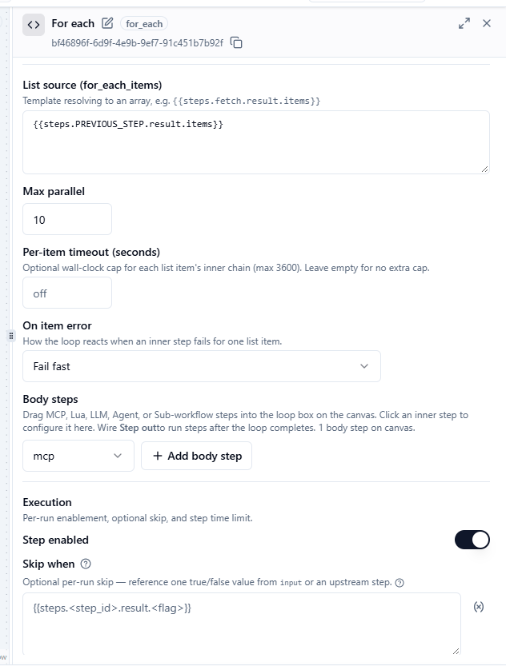 For each for_each
bf46896f-6d9f-4e9b-9ef7-91c451b7b92f
List source (for_each_items)
Template resolving to an array, e.g. {{steps.fetch.result.items}}
{{steps.PREVIOUS_STEP.result.items}}
Max parallel
10
Per-item timeout (seconds)
Optional wall-clock cap for each list item's inner chain (max 3600). Leave empty for no extra cap.
off
On item error
How the loop reacts when an inner step fails for one list item.
Fail fast
Body steps
Drag MCP, Lua, LLM, Agent, or Sub-workflow steps into the loop box on the canvas. Click an inner step to
configure it here. Wire Step outto run steps after the loop completes. 1 body step on canvas.
mcp + Add body step
Execution
Per-run enablement, optional skip, and step time limit.
Step enabled
Skip when
Optional per-run skip — reference one true/false value from input or an upstream step.
{{steps.<step_id>.result.<flag>}}